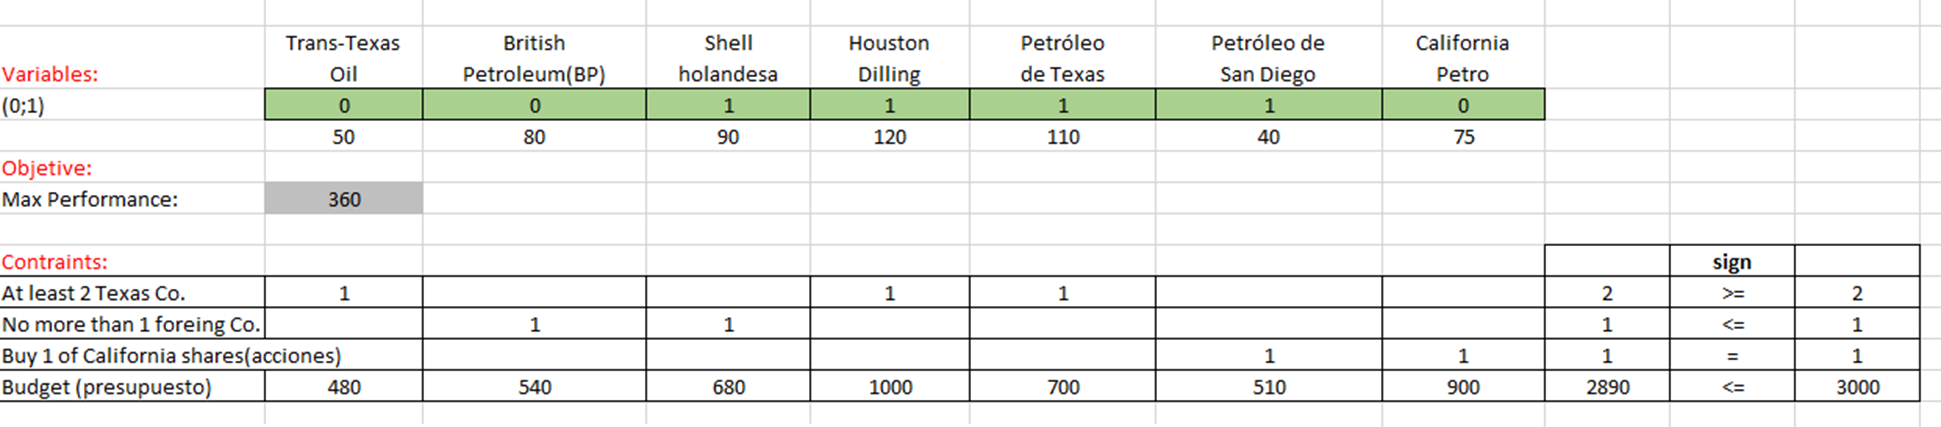 Trans-Texas British Shell Houston Petróleo Petróleo de California
Variables: Oil Petroleum(BP) holandesa Dilling de Texas San Diego Petro
(0;1) 0 0 1 1 1 1 0
50 80 90 120 110 40 75
Objetive:
Max Performance: 360
Contraints: sign
At least 2 Texas Co. 1 1 1 2 >= 2
No more than 1 foreing Co. 1 1 1 <= 1
Buy 1 of California shares(acciones) 1 1 1 = 1
Budget (presupuesto) 480 540 680 1000 700 510 900 2890 <= 3000